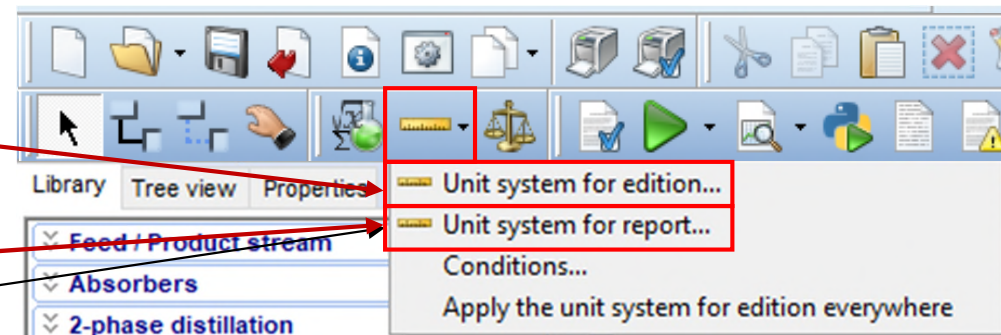 Library Tree view Properties
Unit system for edition...
Unit system for report...
Conditions...
Apply the unit system for edition everywhere
Feed / Product stream
Absorbers
2-phase distillation